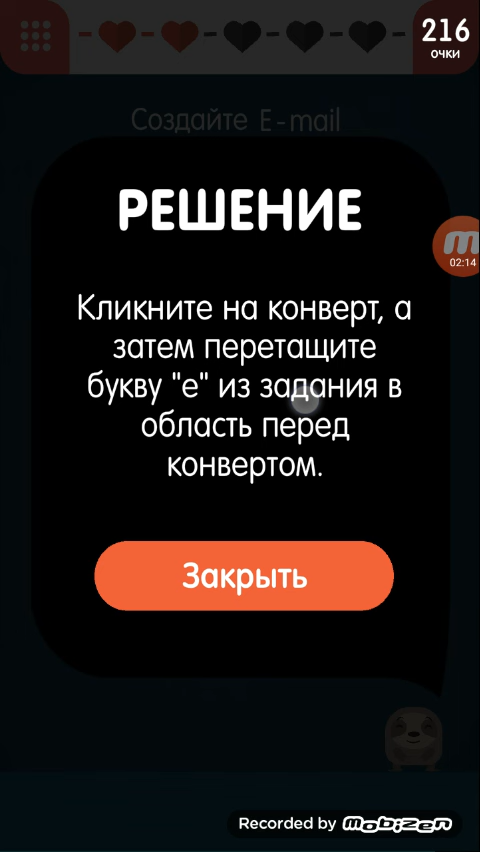 216
очки
Создайте E-mail
РЕШЕНИЕ
02:14
Кликните на конверт, а
затем перетащите
букву "е" из задания в
область перед
конвертом.
Закрыть
Recorded by mobizen